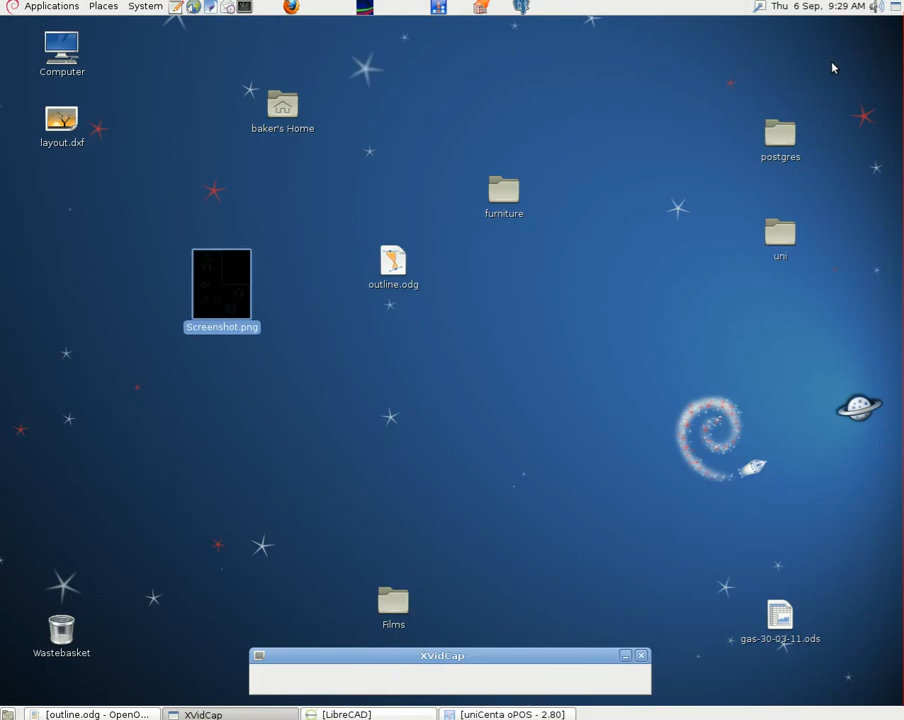 Applications Places System
Thu 6 Sep, 9:29 AM
Computer
layout.dxf
baker's Home
postgres
furniture
uni
outline.odg
Screenshot.png
Films
gas-30-03-11.ods
Wastebasket
XVidCap
[outline.odg - OpenO...
XVidCap
[LibreCAD]
[uniCenta oPOS - 2.80]